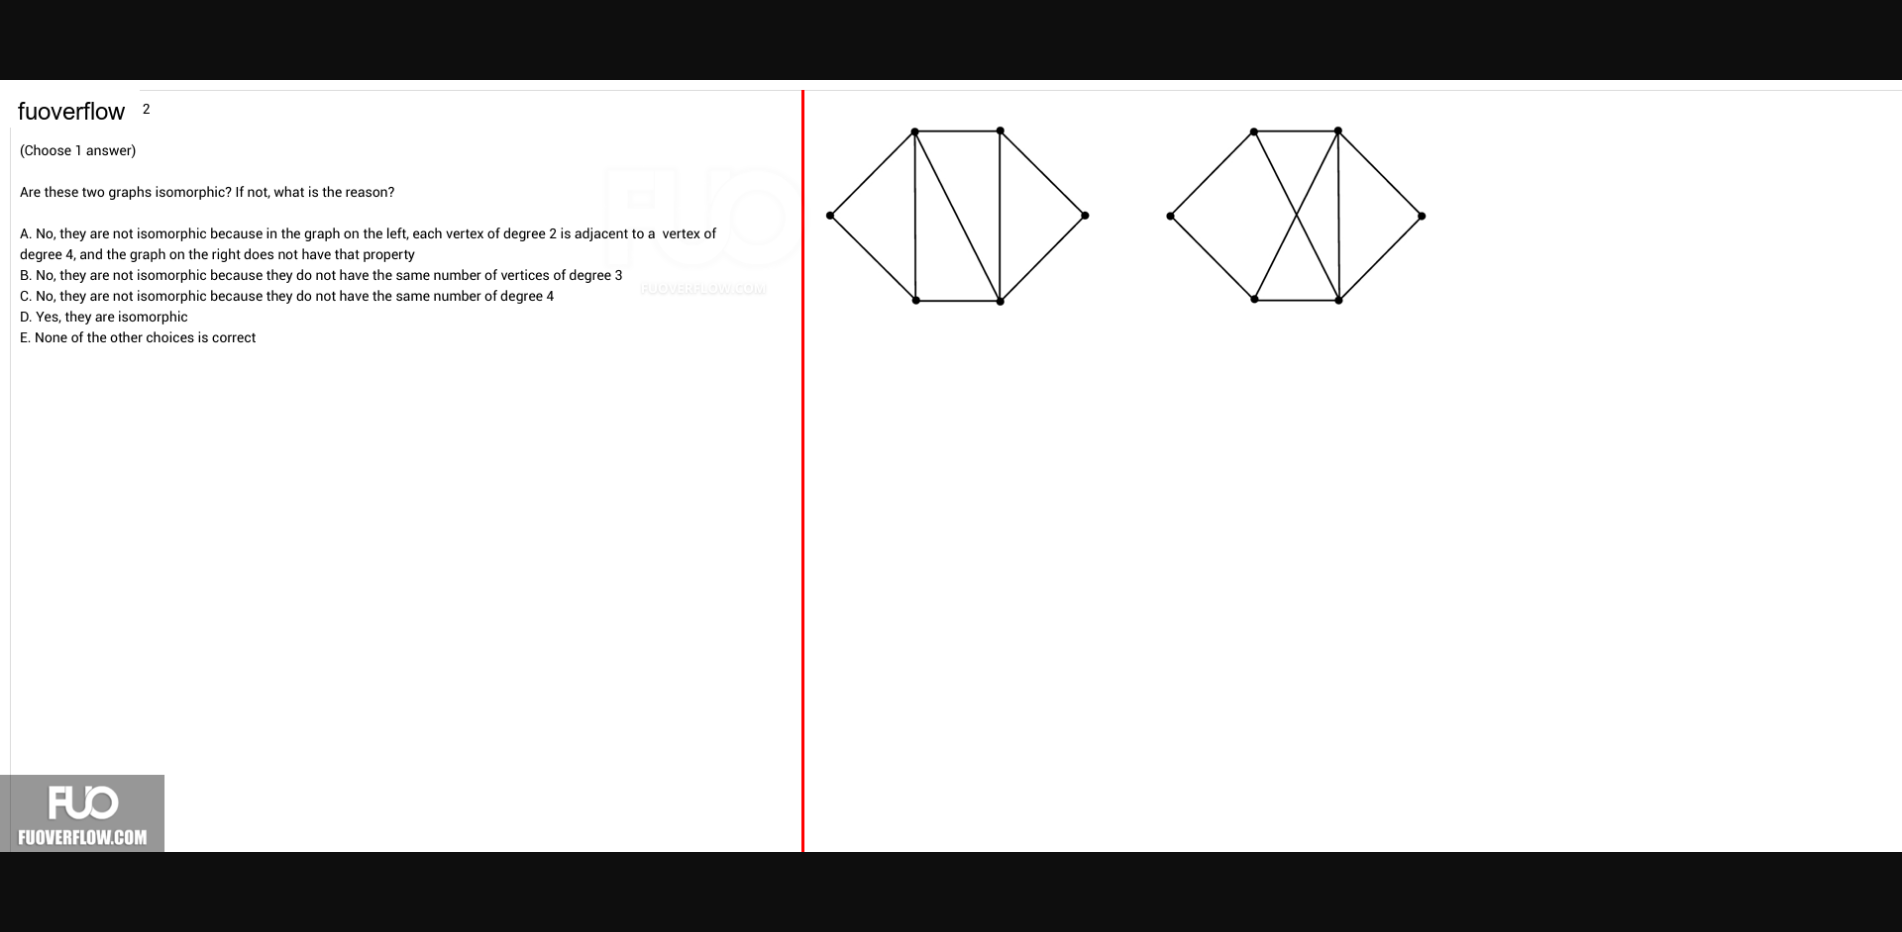 fuoverflow 2
(Choose 1 answer)
Are these two graphs isomorphic? If not, what is the reason?
A. No, they are not isomorphic because in the graph on the left, each vertex of degree 2 is adjacent to a vertex of
degree 4, and the graph on the right does not have that property
B. No, they are not isomorphic because they do not have the same number of vertices of degree 3
C. No, they are not isomorphic because they do not have the same number of degree 4
D. Yes, they are isomorphic
E. None of the other choices is correct
FUO
FUOVERFLOW.COM
FUO
FUOVERFLOW.COM